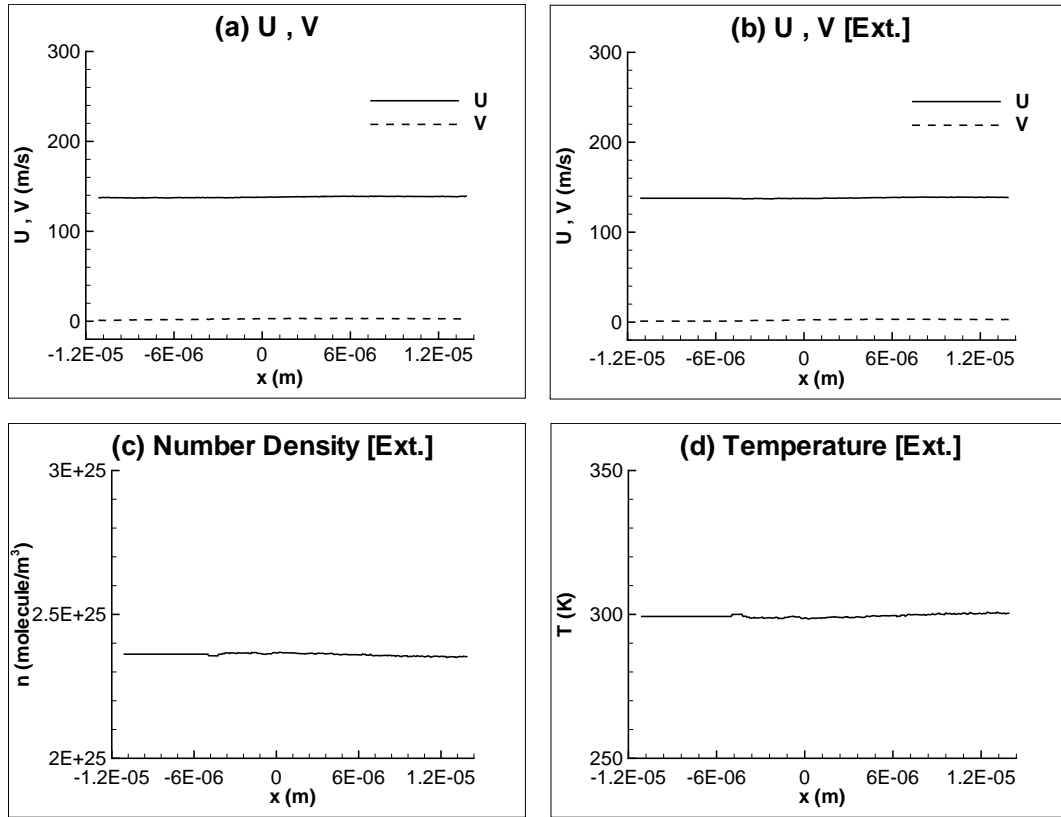 (a) U , V
300
200
100
0
U , V (m/s)
U
V
-1.2E-05 -6E-06 0 6E-06 1.2E-05
x (m)
(b) U , V [Ext.]
300
200
100
0
U , V (m/s)
U
V
-1.2E-05 -6E-06 0 6E-06 1.2E-05
x (m)
(c) Number Density [Ext.]
3E+25
2.5E+25
2E+25
n (molecule/m³)
-1.2E-05 -6E-06 0 6E-06 1.2E-05
x (m)
(d) Temperature [Ext.]
350
300
250
T (K)
-1.2E-05 -6E-06 0 6E-06 1.2E-05
x (m)